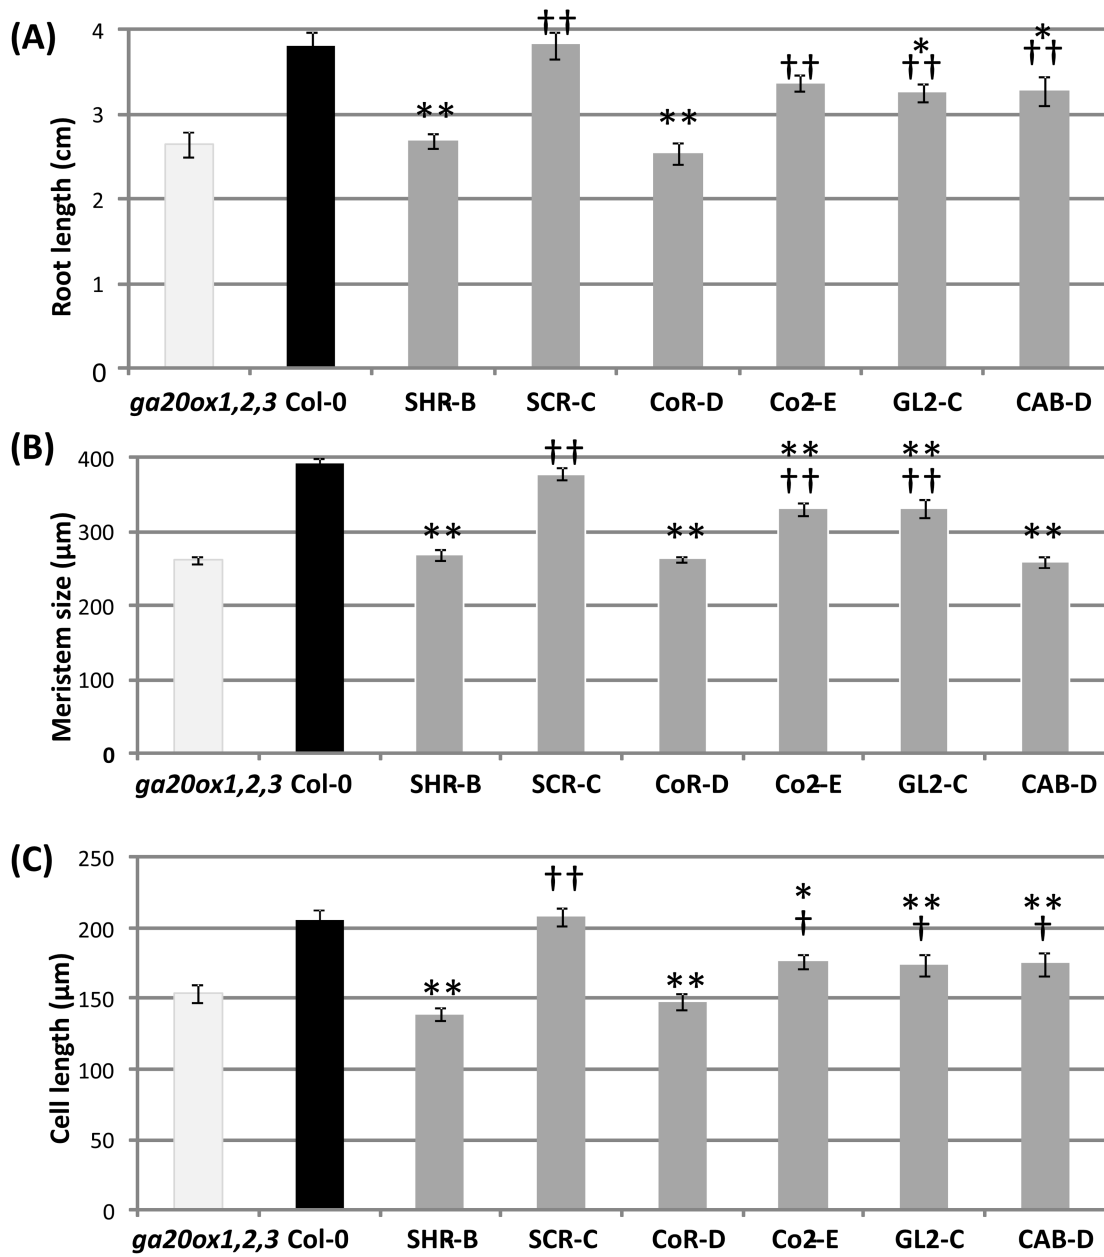 (A)
Root length (cm)
4
3
2
1
0
** †† ** †† * †† * ††
ga20ox1,2,3 Col-0 SHR-B SCR-C CoR-D Co2-E GL2-C CAB-D
(B)
Meristem size (µm)
400
300
200
100
0
** †† ** ** †† ** †† **
ga20ox1,2,3 Col-0 SHR-B SCR-C CoR-D Co2-E GL2-C CAB-D
(C)
Cell length (µm)
250
200
150
100
50
0
** †† ** * † ** † ** †
ga20ox1,2,3 Col-0 SHR-B SCR-C CoR-D Co2-E GL2-C CAB-D